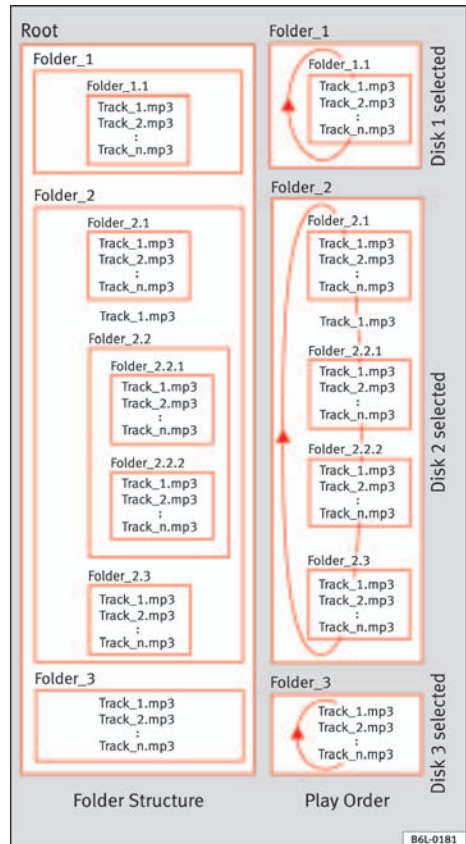 Root
Folder_1
Folder_1.1
Track_1.mp3
Track_2.mp3
:
Track_n.mp3
Folder_2
Folder_2.1
Track_1.mp3
Track_2.mp3
:
Track_n.mp3
Track_1.mp3
Folder_2.2
Folder_2.2.1
Track_1.mp3
Track_2.mp3
:
Track_n.mp3
Folder_2.2.2
Track_1.mp3
Track_2.mp3
:
Track_n.mp3
Folder_2.3
Track_1.mp3
Track_2.mp3
:
Track_n.mp3
Folder_3
Track_1.mp3
Track_2.mp3
:
Track_n.mp3
Folder Structure
Folder_1
Folder_1.1
Track_1.mp3
Track_2.mp3
:
Track_n.mp3
Disk 1 selected
Folder_2
Folder_2.1
Track_1.mp3
Track_2.mp3
:
Track_n.mp3
Track_1.mp3
Folder_2.2.1
Track_1.mp3
Track_2.mp3
:
Track_n.mp3
Folder_2.2.2
Track_1.mp3
Track_2.mp3
:
Track_n.mp3
Folder_2.3
Track_1.mp3
Track_2.mp3
:
Track_n.mp3
Disk 2 selected
Folder_3
Track_1.mp3
Track_2.mp3
:
Track_n.mp3
Disk 3 selected
Play Order
B6L-0181